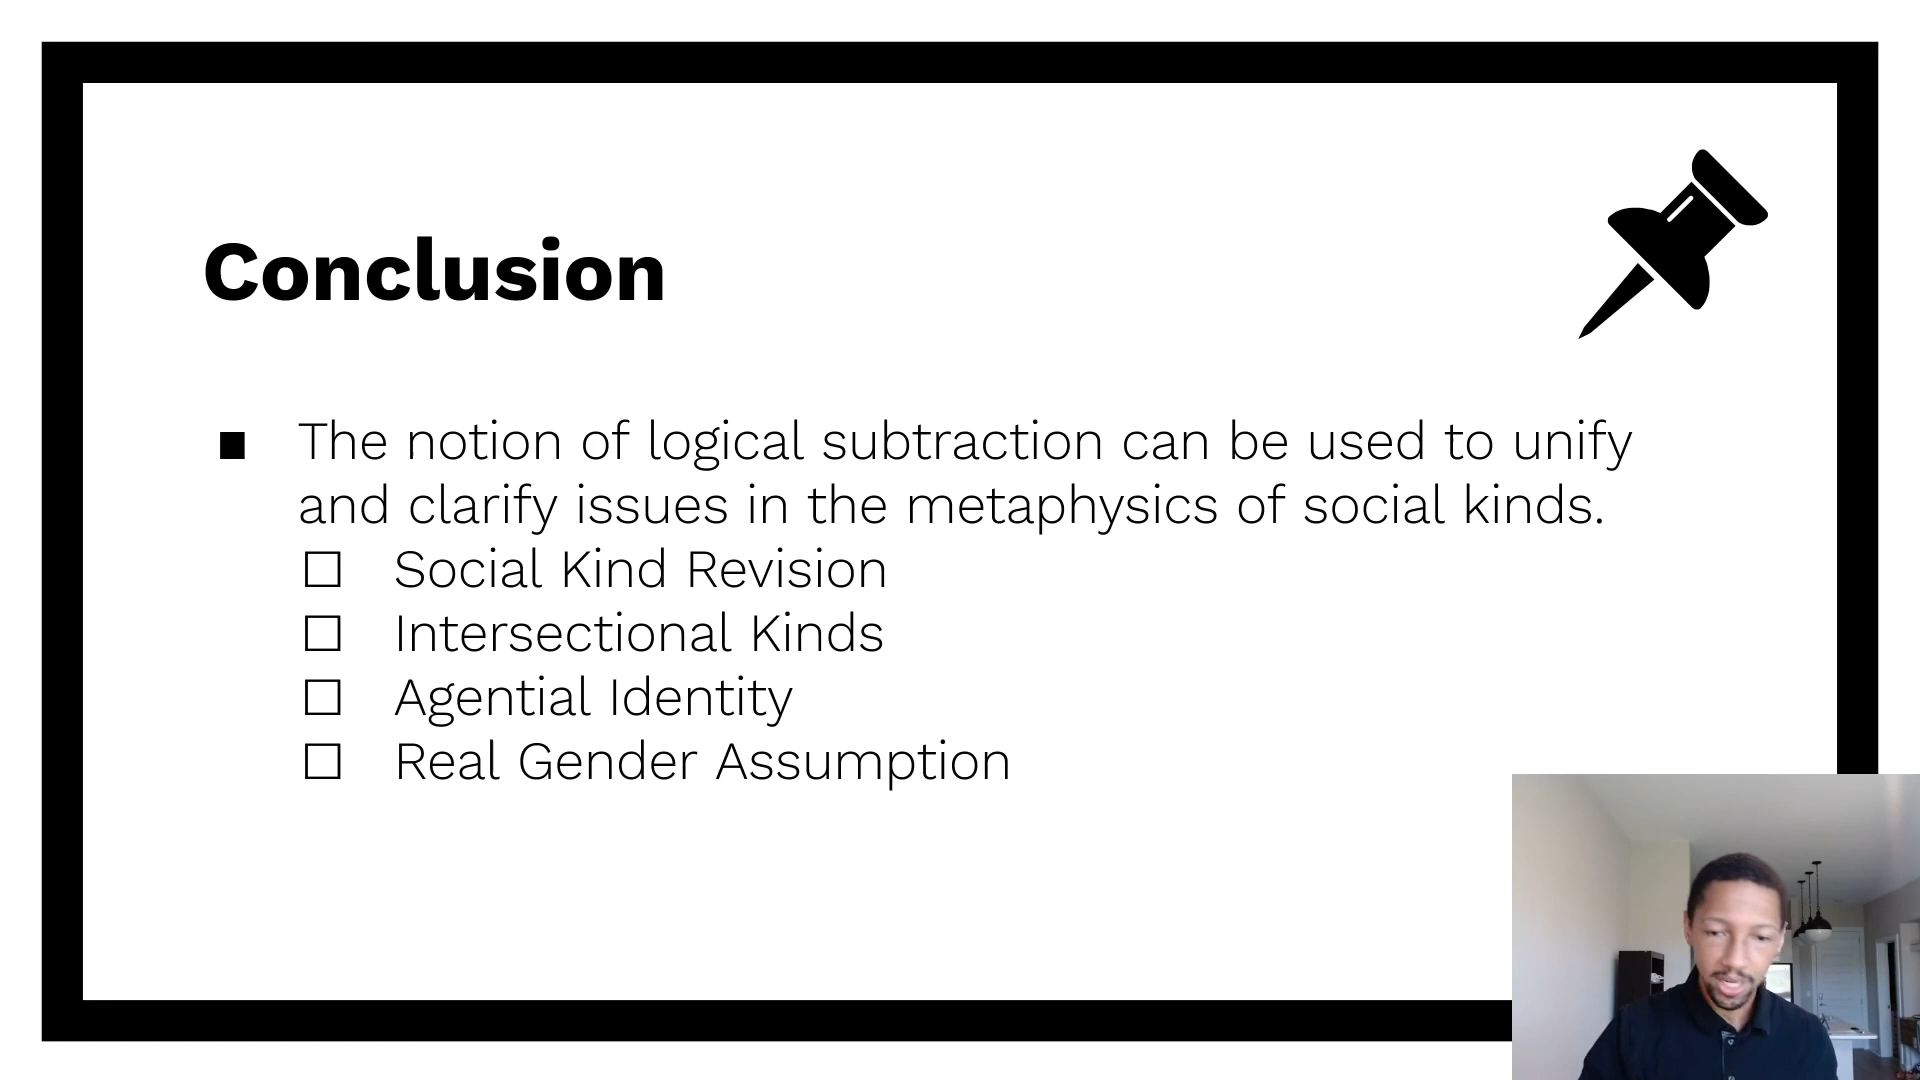 Conclusion
■ The notion of logical subtraction can be used to unify
and clarify issues in the metaphysics of social kinds.
□ Social Kind Revision
□ Intersectional Kinds
□ Agential Identity
□ Real Gender Assumption